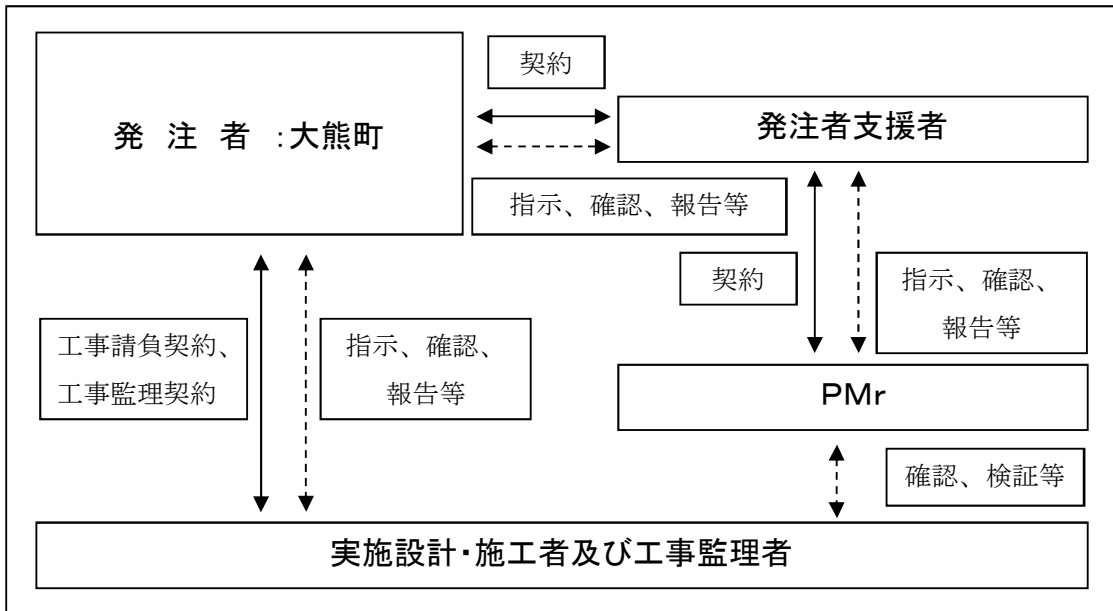 契約
発 注 者 :大熊町
発注者支援者
指示、確認、報告等
契約
指示、確認、
報告等
工事請負契約、
工事監理契約
指示、確認、
報告等
PMr
確認、検証等
実施設計・施工者及び工事監理者